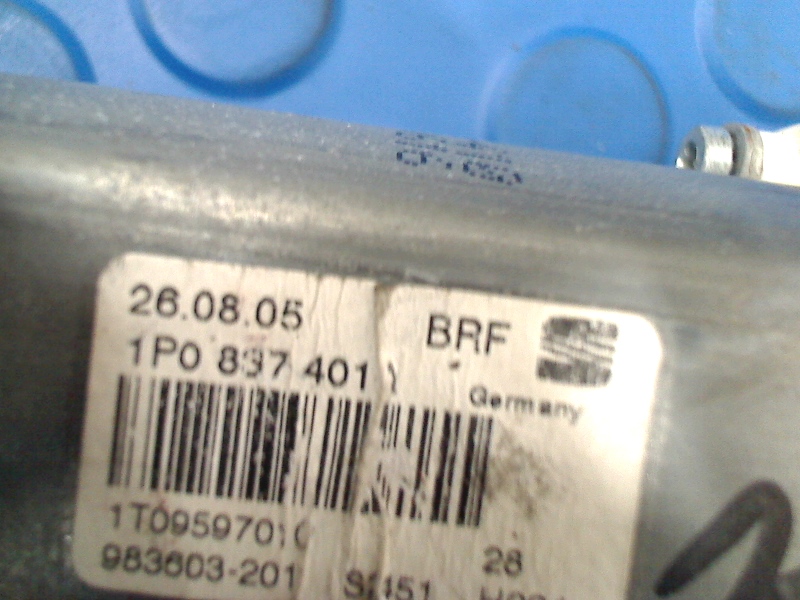 26.08.05
BRF
1P0 837 401
Germany
1T0959701
983603-201
28